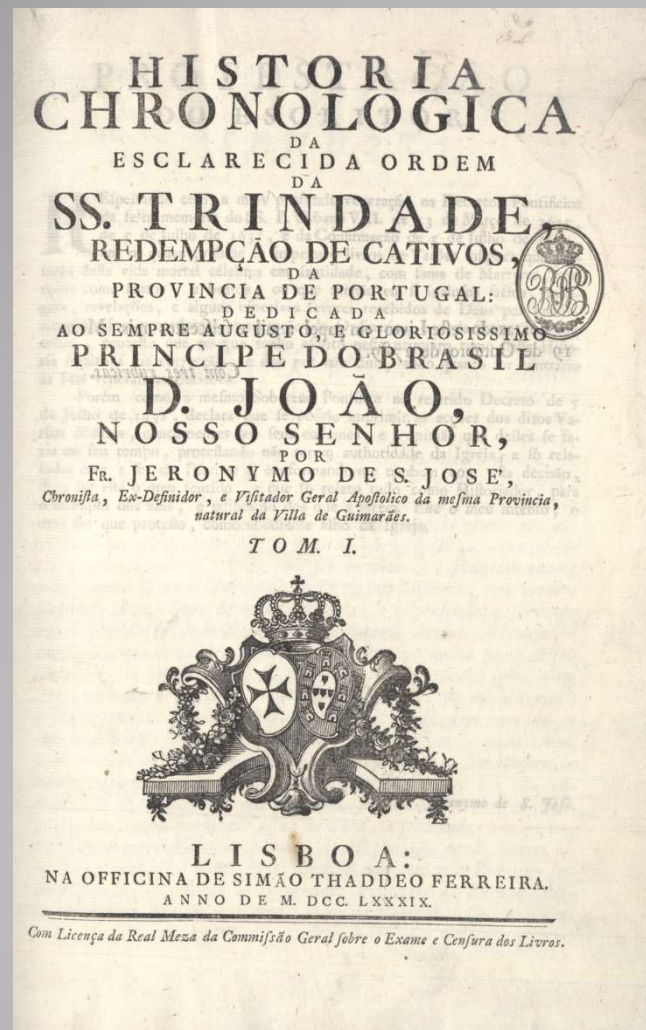 HISTORIA
CHRONOLOGICA
DA
ESCLARECIDA ORDEM
DA
SS. TRINDADE,
REDEMPÇÃO DE CATIVOS,
DA
PROVINCIA DE PORTUGAL:
DEDICADA
AO SEMPRE AUGUSTO, E GLORIOSISSIMO
PRINCIPE DO BRASIL
D. JOÃO,
NOSSO SENHOR,
POR
FR. JERONYMO DE S. JOSE',
Chroniſta, Ex-Definidor, e Viſitador Geral Apoſtolico da meſma Provincia,
natural da Villa de Guimarães.
TOM. I.
LISBOA:
NA OFFICINA DE SIMÃO THADDEO FERREIRA.
ANNO DE M. DCC. LXXXIX.
Com Licença da Real Meza da Commiſsão Geral ſobre o Exame e Cenſura dos Livros.